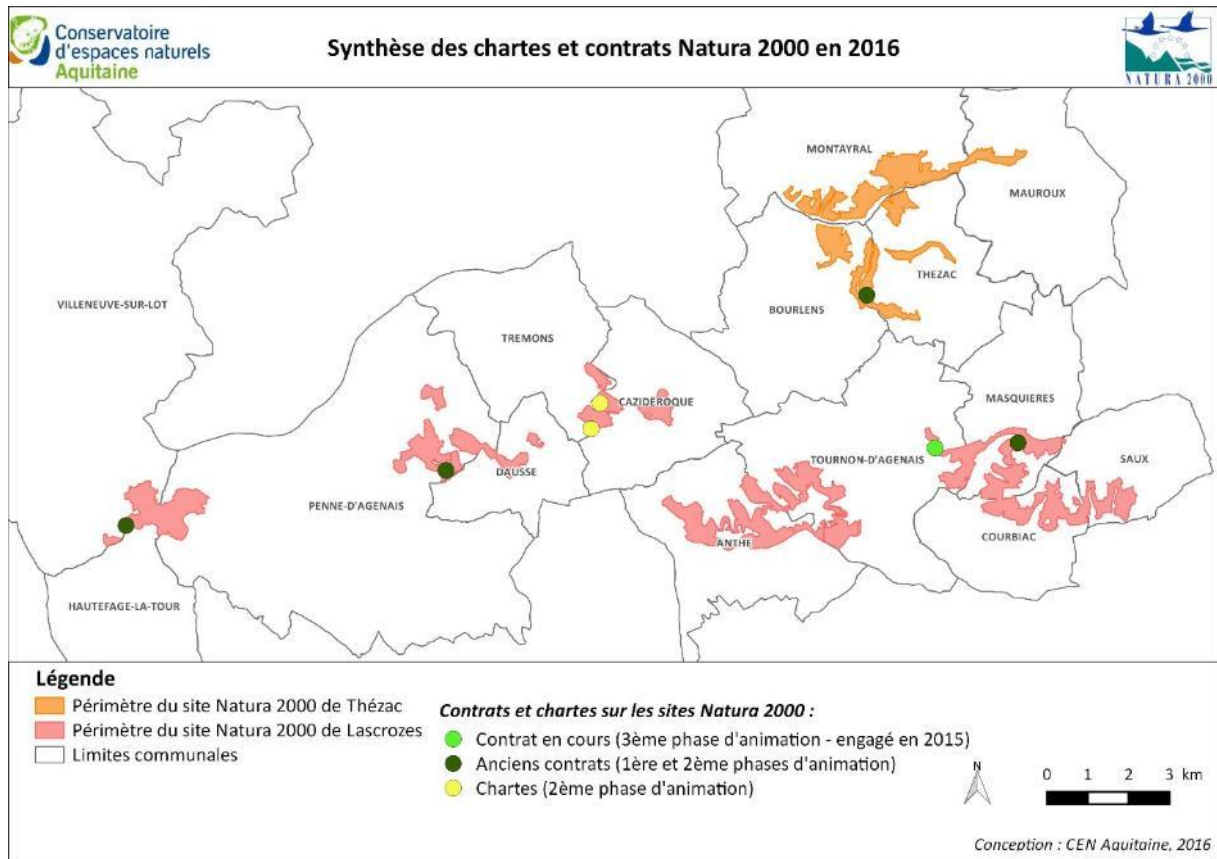 Conservatoire
d'espaces naturels
Aquitaine
Synthèse des chartes et contrats Natura 2000 en 2016
NATURA 2000
MONTAYRAL
MAUROUX
THEZAC
VILLENEUVE-SUR-LOT
BOURLENS
TREMONS
CAZIDEROQUE
MASQUIERES
TOURNON-D'AGENAIS
SAUX
DAUSSE
PENNE-D'AGENAIS
ANTHE
COURBIAC
HAUTEFAGE-LA-TOUR
Légende
Périmètre du site Natura 2000 de Thézac
Périmètre du site Natura 2000 de Lascrozes
Limites communales
Contrats et chartes sur les sites Natura 2000 :
Contrat en cours (3ème phase d'animation - engagé en 2015)
Anciens contrats (1ère et 2ème phases d'animation)
Chartes (2ème phase d'animation)
N
0 1 2 3 km
Conception : CEN Aquitaine, 2016